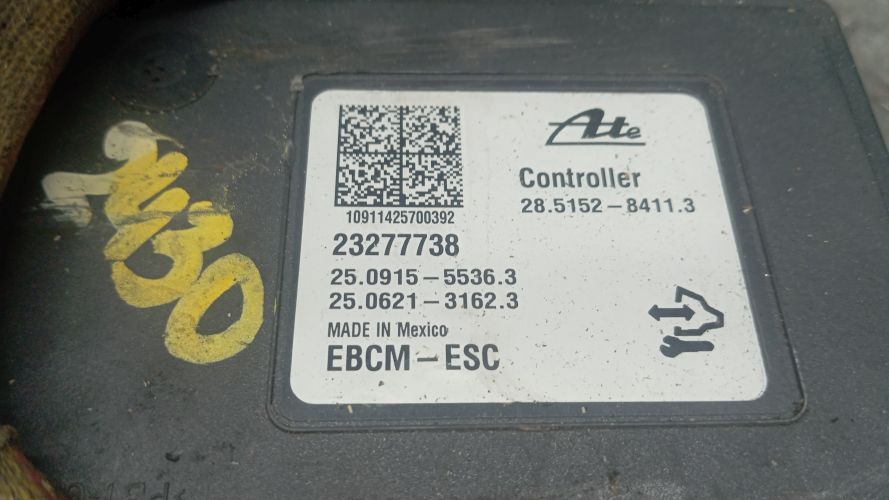 Ate
Controller
28.5152-8411.3
10911425700392
23277738
25.0915-5536.3
25.0621-3162.3
MADE IN Mexico
EBCM-ESC